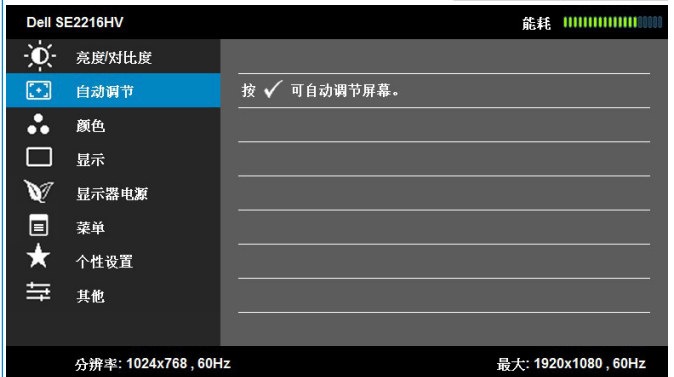 Dell SE2216HV
能耗
亮度/对比度
自动调节
按 ✓ 可自动调节屏幕。
颜色
显示
显示器电源
菜单
个性设置
其他
分辨率: 1024x768 , 60Hz
最大: 1920x1080 , 60Hz